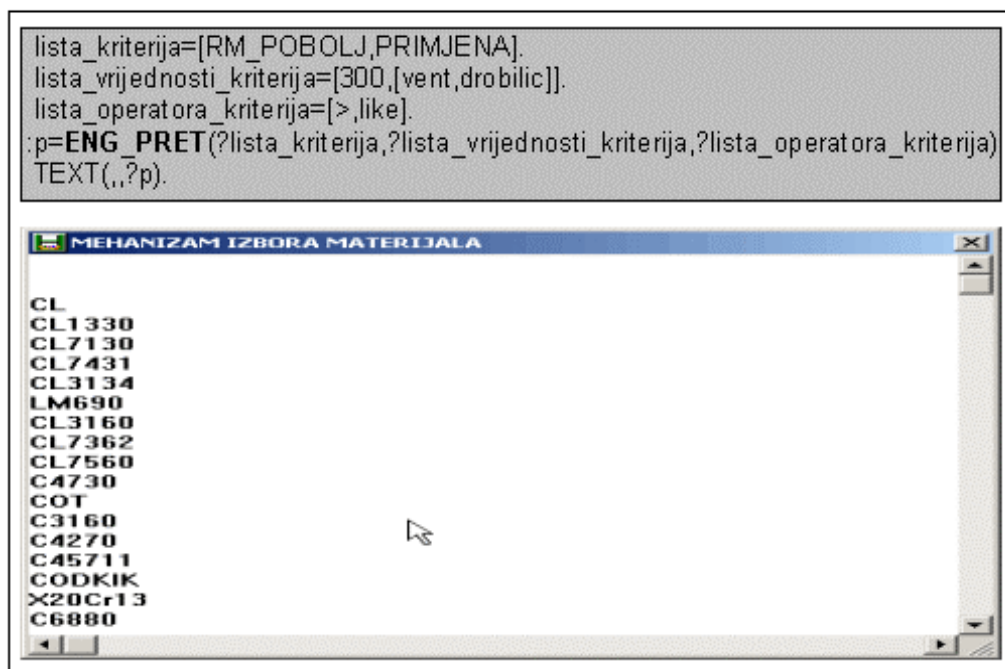 lista_kriterija=[RM_POBOLJ,PRIMJENA].
lista_vrijednosti_kriterija=[300,[vent,drobilic]].
lista_operatora_kriterija=[>,like].
:p=ENG_PRET(?lista_kriterija,?lista_vrijednosti_kriterija,?lista_operatora_kriterija)
TEXT(,,?p).
MEHANIZAM IZBORA MATERIJALA
CL
CL1330
CL7130
CL7431
CL3134
LM690
CL3160
CL7362
CL7560
C4730
COT
C3160
C4270
C45711
CODKIK
X20Cr13
C6880